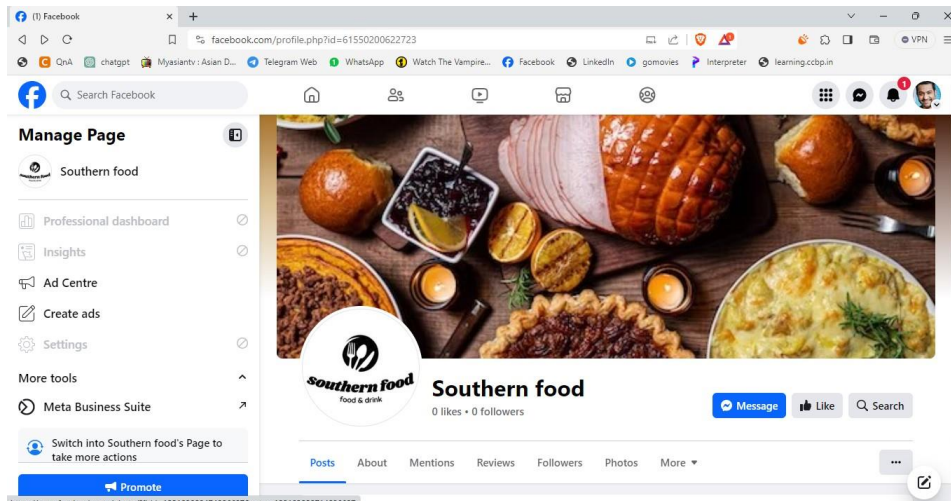 (1) Facebook
facebook.com/profile.php?id=61550200622723
VPN
QnA chatgpt Myasiantv : Asian D... Telegram Web WhatsApp Watch The Vampire... Facebook LinkedIn gomovies Interpreter learning.ccbp.in
Search Facebook
1
Manage Page
Southern food
Professional dashboard
Insights
Ad Centre
Create ads
Settings
More tools
Meta Business Suite
Switch into Southern food's Page to
take more actions
Promote
southern food
food & drink
Southern food
0 likes • 0 followers
Message Like Search
Posts About Mentions Reviews Followers Photos More